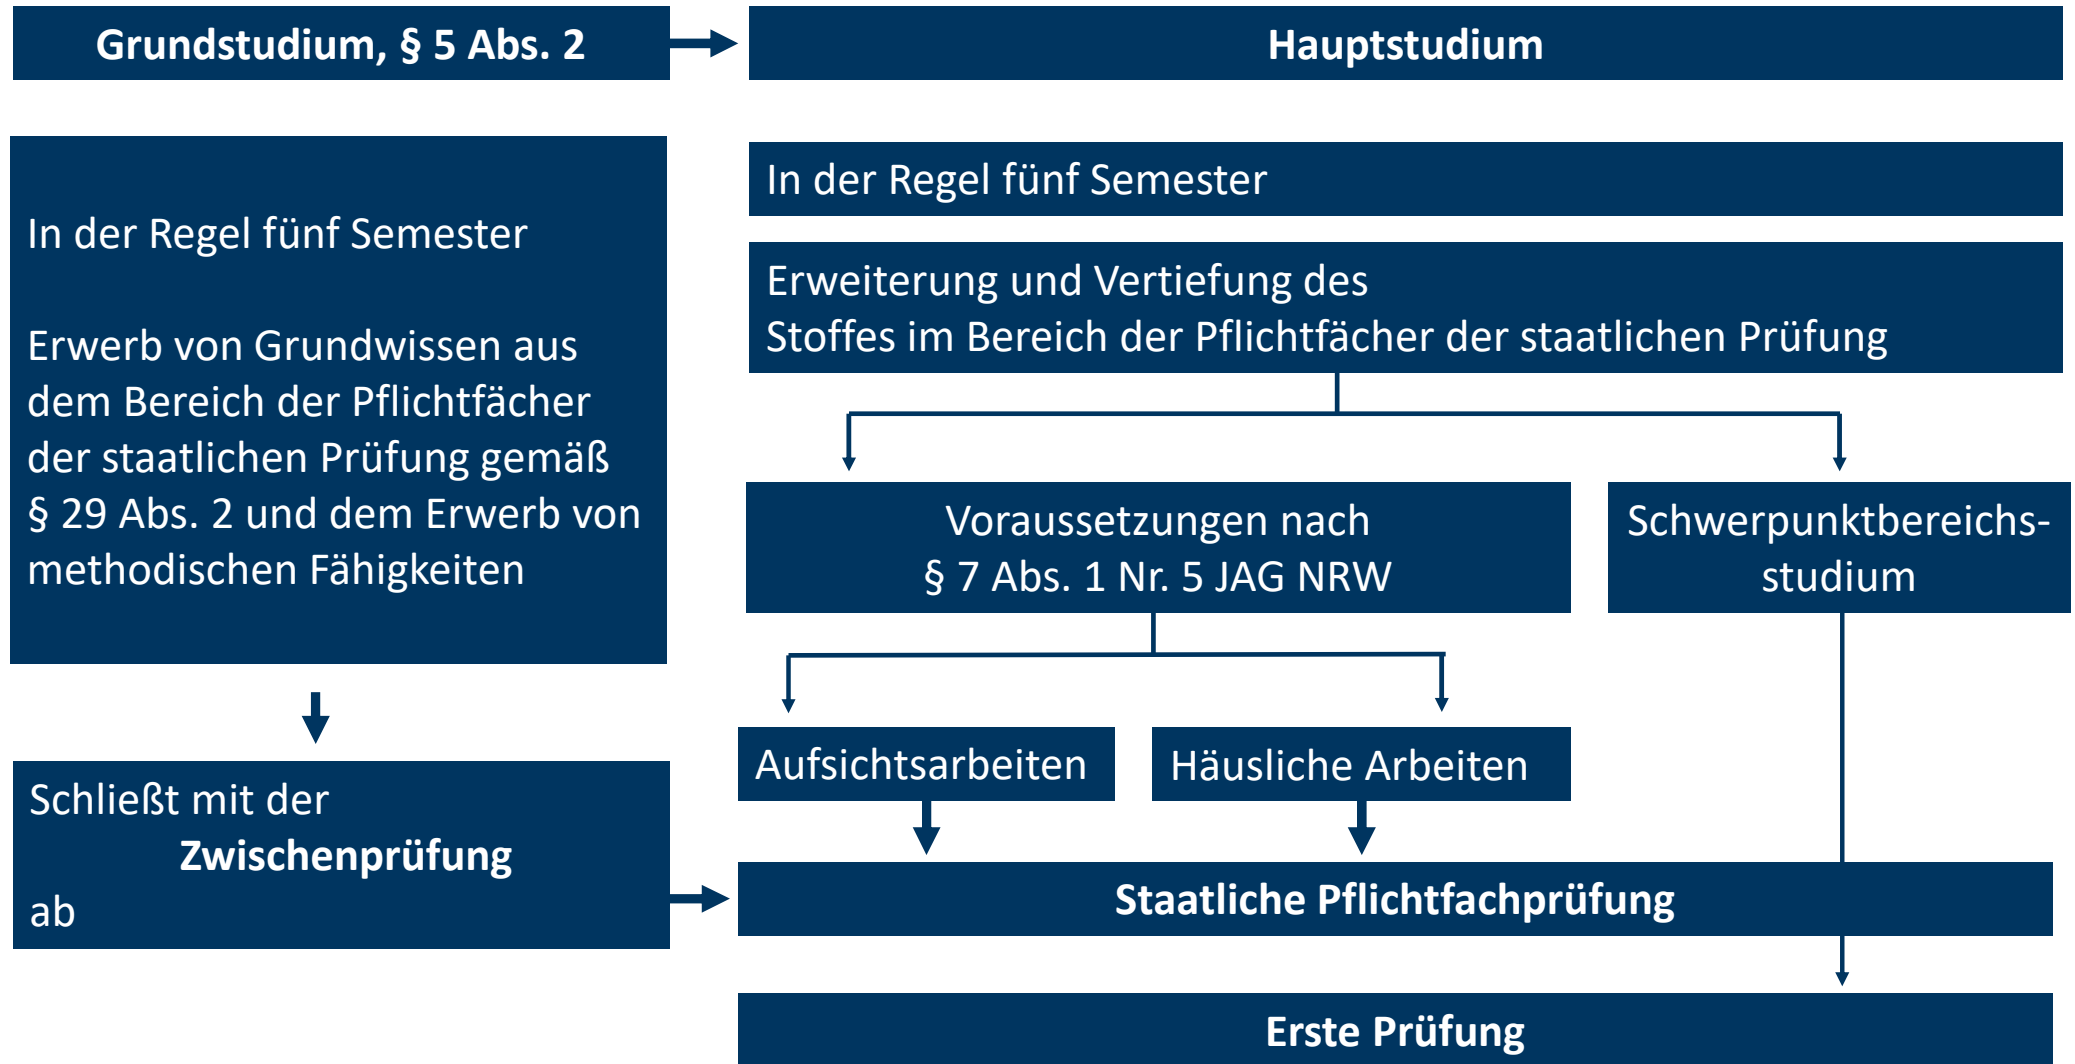 Grundstudium, § 5 Abs. 2
Hauptstudium
In der Regel fünf Semester
Erwerb von Grundwissen aus
dem Bereich der Pflichtfächer
der staatlichen Prüfung gemäß
§ 29 Abs. 2 und dem Erwerb von
methodischen Fähigkeiten
Schließt mit der
Zwischenprüfung
ab
In der Regel fünf Semester
Erweiterung und Vertiefung des
Stoffes im Bereich der Pflichtfächer der staatlichen Prüfung
Voraussetzungen nach
§ 7 Abs. 1 Nr. 5 JAG NRW
Schwerpunktbereichs-
studium
Aufsichtsarbeiten
Häusliche Arbeiten
Staatliche Pflichtfachprüfung
Erste Prüfung